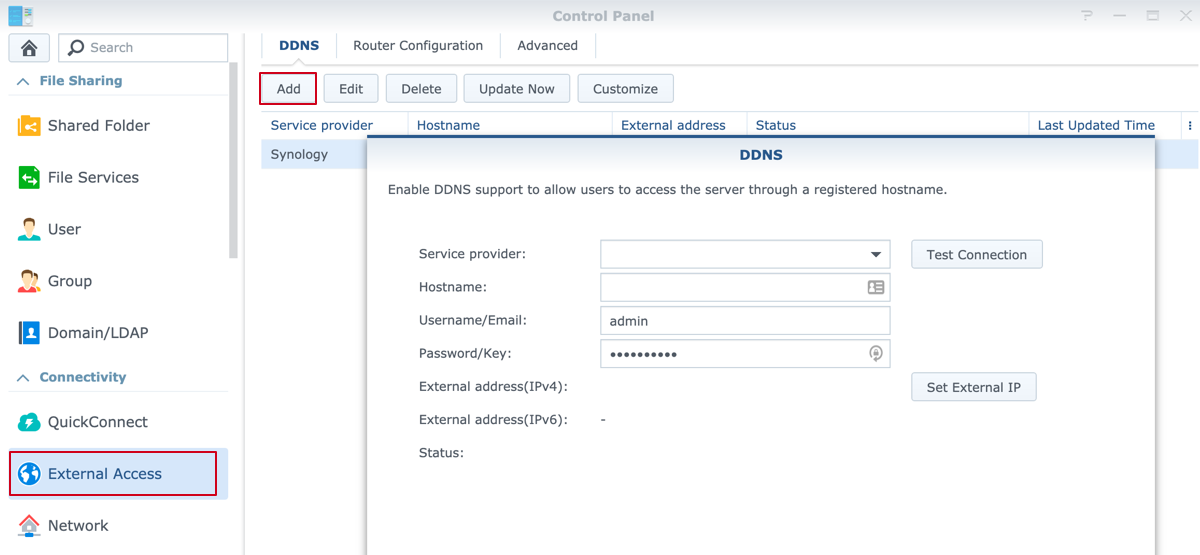 Control Panel
Search
DDNS Router Configuration Advanced
File Sharing
Add Edit Delete Update Now Customize
Shared Folder
Service provider Hostname External address Status Last Updated Time
Synology
DDNS
File Services
Enable DDNS support to allow users to access the server through a registered hostname.
User
Service provider: Test Connection
Group
Hostname:
Username/Email: admin
Domain/LDAP
Password/Key: ••••••••••
Connectivity
External address(IPv4): Set External IP
QuickConnect
External address(IPv6): -
Status:
External Access
Network